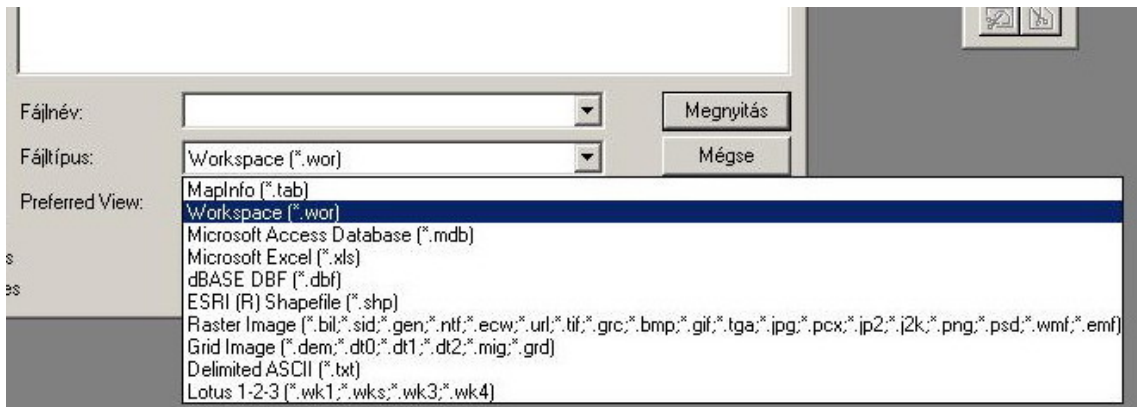 Fájlnév:
Megnyitás
Fájltípus:
Workspace (*.wor)
Mégse
Preferred View:
MapInfo (*.tab)
Workspace (*.wor)
Microsoft Access Database (*.mdb)
Microsoft Excel (*.xls)
dBASE DBF (*.dbf)
ESRI (R) Shapefile (*.shp)
Raster Image (*.bil;*.sid;*.gen;*.ntf;*.ecw;*.url;*.tif;*.grc;*.bmp;*.gif;*.tga;*.jpg;*.pcx;*.jp2;*.j2k;*.png;*.psd;*.wmf;*.emf)
Grid Image (*.dem;*.dt0;*.dt1;*.dt2;*.mig;*.grd)
Delimited ASCII (*.txt)
Lotus 1-2-3 (*.wk1;*.wks;*.wk3;*.wk4)